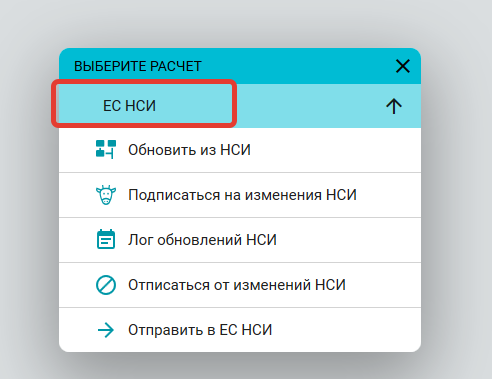 ВЫБЕРИТЕ РАСЧЕТ
ЕС НСИ
Обновить из НСИ
Подписаться на изменения НСИ
Лог обновлений НСИ
Отписаться от изменений НСИ
Отправить в ЕС НСИ